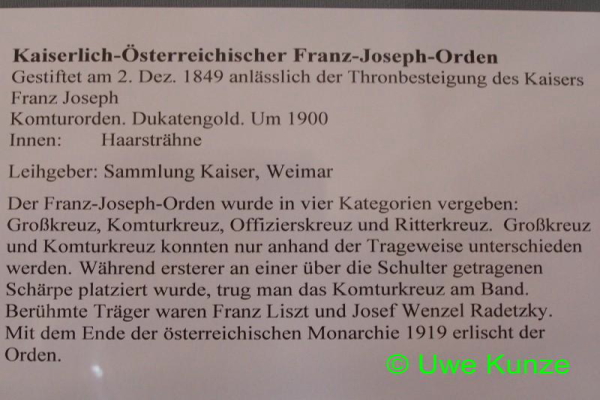 Kaiserlich-Österreichischer Franz-Joseph-Orden
Gestiftet am 2. Dez. 1849 anlässlich der Thronbesteigung des Kaisers
Franz Joseph
Komturorden. Dukatengold. Um 1900
Innen: Haarsträhne
Leihgeber: Sammlung Kaiser, Weimar
Der Franz-Joseph-Orden wurde in vier Kategorien vergeben:
Großkreuz, Komturkreuz, Offizierskreuz und Ritterkreuz. Großkreuz
und Komturkreuz konnten nur anhand der Trageweise unterschieden
werden. Während ersterer an einer über die Schulter getragenen
Schärpe platziert wurde, trug man das Komturkreuz am Band.
Berühmte Träger waren Franz Liszt und Josef Wenzel Radetzky.
Mit dem Ende der österreichischen Monarchie 1919 erlischt der
Orden.
© Uwe Kunze